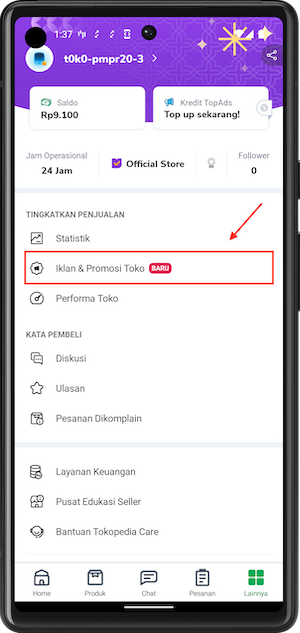 1:37
t0k0-pmpr20-3
Saldo
Rp9.100
Kredit TopAds
Top up sekarang!
Jam Operasional
24 Jam
Official Store
Follower
0
TINGKATKAN PENJUALAN
Statistik
Iklan & Promosi Toko BARU
Performa Toko
KATA PEMBELI
Diskusi
Ulasan
Pesanan Dikomplain
Layanan Keuangan
Pusat Edukasi Seller
Bantuan Tokopedia Care
Home Produk Chat Pesanan Lainnya